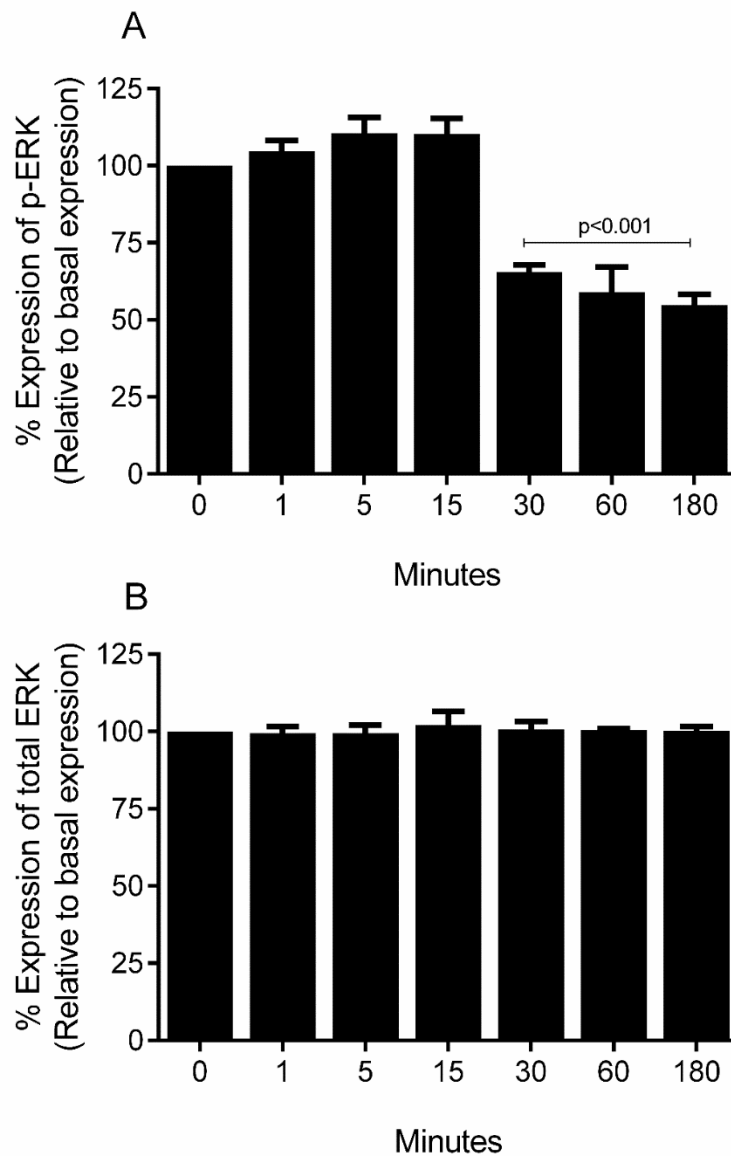 A
% Expression of p-ERK
(Relative to basal expression)
125
100
75
50
25
0
p<0.001
0 1 5 15 30 60 180
Minutes
B
% Expression of total ERK
(Relative to basal expression)
125
100
75
50
25
0
0 1 5 15 30 60 180
Minutes